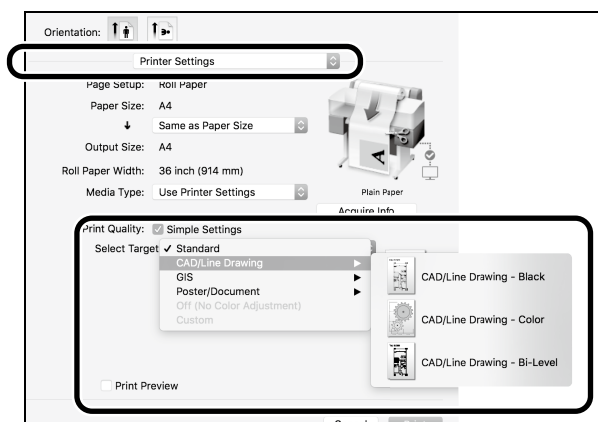 Orientation:
Printer Settings
Page Setup: Roll Paper
Paper Size: A4
Same as Paper Size
Output Size: A4
Roll Paper Width: 36 inch (914 mm)
Media Type: Use Printer Settings
Plain Paper
Acquire Info
Print Quality: Simple Settings
Select Target
Standard
CAD/Line Drawing
GIS
Poster/Document
Off (No Color Adjustment)
Custom
CAD/Line Drawing - Black
CAD/Line Drawing - Color
CAD/Line Drawing - Bi-Level
Print Preview